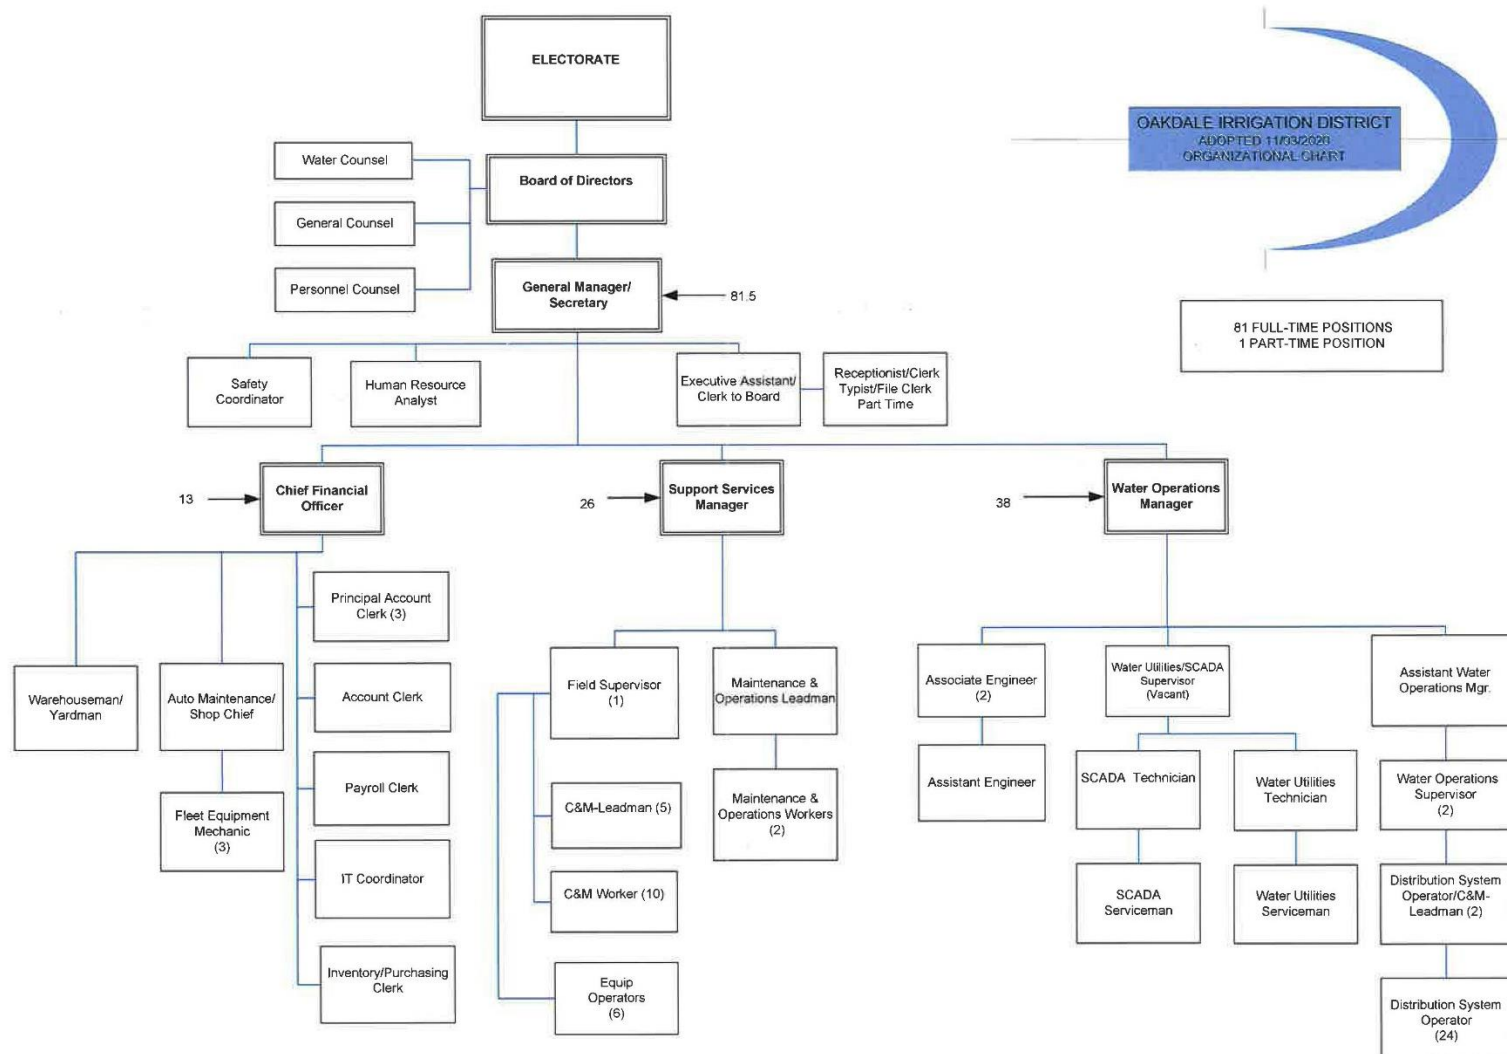 ELECTORATE
OAKDALE IRRIGATION DISTRICT
ADOPTED 11/03/2020
ORGANIZATIONAL CHART
Water Counsel
Board of Directors
General Counsel
Personnel Counsel
General Manager/
Secretary
81.5
81 FULL-TIME POSITIONS
1 PART-TIME POSITION
Safety
Coordinator
Human Resource
Analyst
Executive Assistant/
Clerk to Board
Receptionist/Clerk
Typist/File Clerk
Part Time
13
Chief Financial
Officer
26
Support Services
Manager
38
Water Operations
Manager
Warehouseman/
Yardman
Auto Maintenance/
Shop Chief
Fleet Equipment
Mechanic
(3)
Principal Account
Clerk (3)
Account Clerk
Payroll Clerk
IT Coordinator
Inventory/Purchasing
Clerk
Field Supervisor
(1)
C&M-Leadman (5)
C&M Worker (10)
Equip
Operators
(6)
Maintenance &
Operations Leadman
Maintenance &
Operations Workers
(2)
Associate Engineer
(2)
Assistant Engineer
Water Utilities/SCADA
Supervisor
(Vacant)
SCADA Technician
SCADA
Serviceman
Water Utilities
Technician
Water Utilities
Serviceman
Assistant Water
Operations Mgr.
Water Operations
Supervisor
(2)
Distribution System
Operator/C&M-
Leadman (2)
Distribution System
Operator
(24)